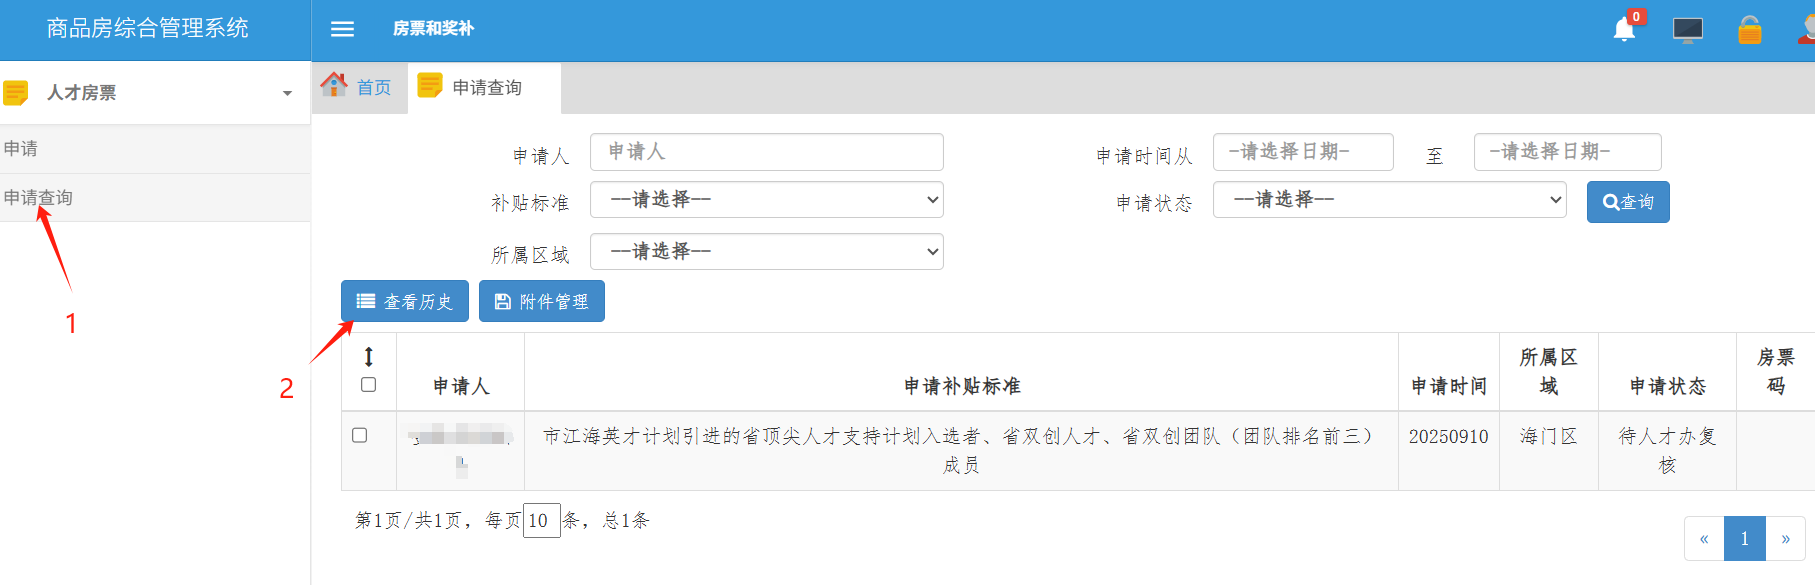 商品房综合管理系统
房票和奖补
0
人才房票
首页
申请查询
申请
申请查询
申请人
申请人
申请时间从
-请选择日期-
至
-请选择日期-
补贴标准
--请选择--
申请状态
--请选择--
查询
所属区域
--请选择--
查看历史
附件管理
1
2
申请人
申请补贴标准
申请时间
所属区
域
申请状态
房票
码
市江海英才计划引进的省顶尖人才支持计划入选者、省双创人才、省双创团队（团队排名前三）
成员
20250910
海门区
待人才办复
核
第1页/共1页，每页10条，总1条
«
1
»